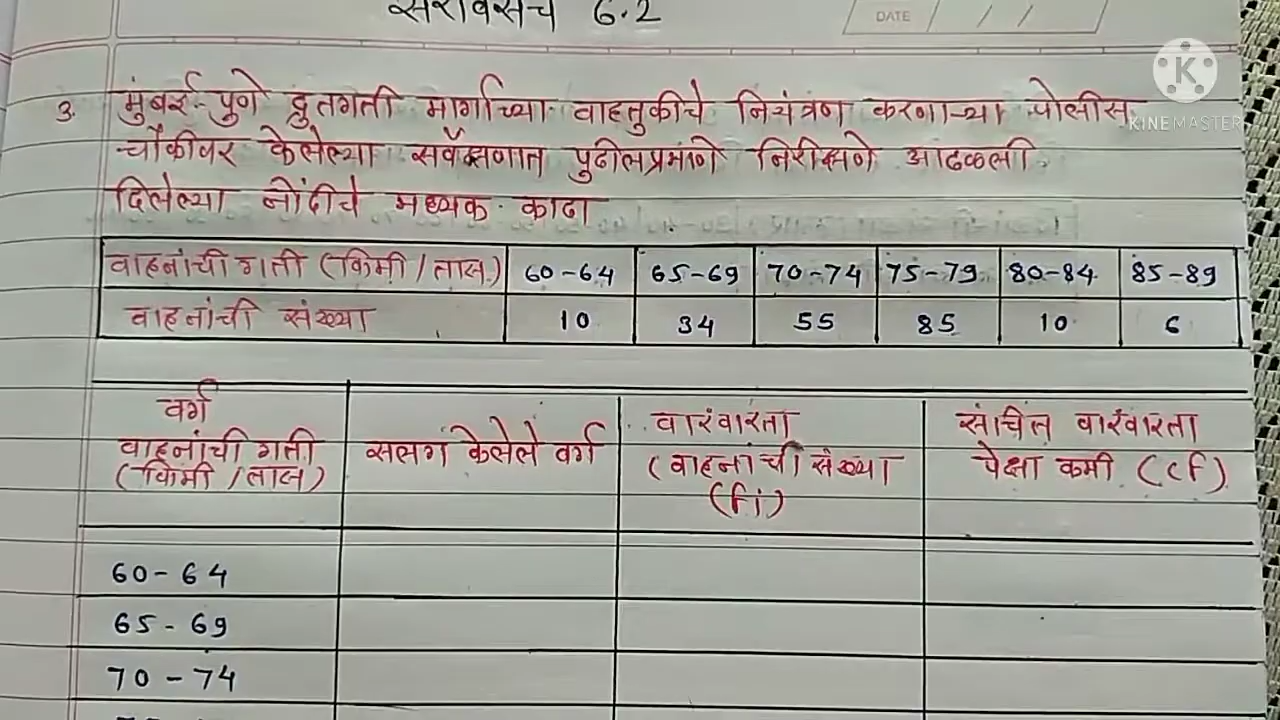 सरावसंच 6.2
DATE / / /
K
KINEMASTER
3. मुंबई-पुणे द्रुतगती मार्गाच्या वाहतुकीचे नियंत्रण करणाऱ्या पोलीस
चौकीवर केलेल्या सर्वेक्षणात पुढीलप्रमाणे निरीक्षणे आढळली.
दिलेल्या नोंदीचे मध्यक काढा
वाहनांची गती (किमी/तास) 60-64 65-69 70-74 75-79 80-84 85-89
वाहनांची संख्या 10 34 55 85 10 6
वर्ग
वाहनांची गती
(किमी/तास)
सलग केलेले वर्ग
वारंवारता
(वाहनांची संख्या
(fi)
संचित वारंवारता
पेक्षा कमी (cf)
60-64
65-69
70-74